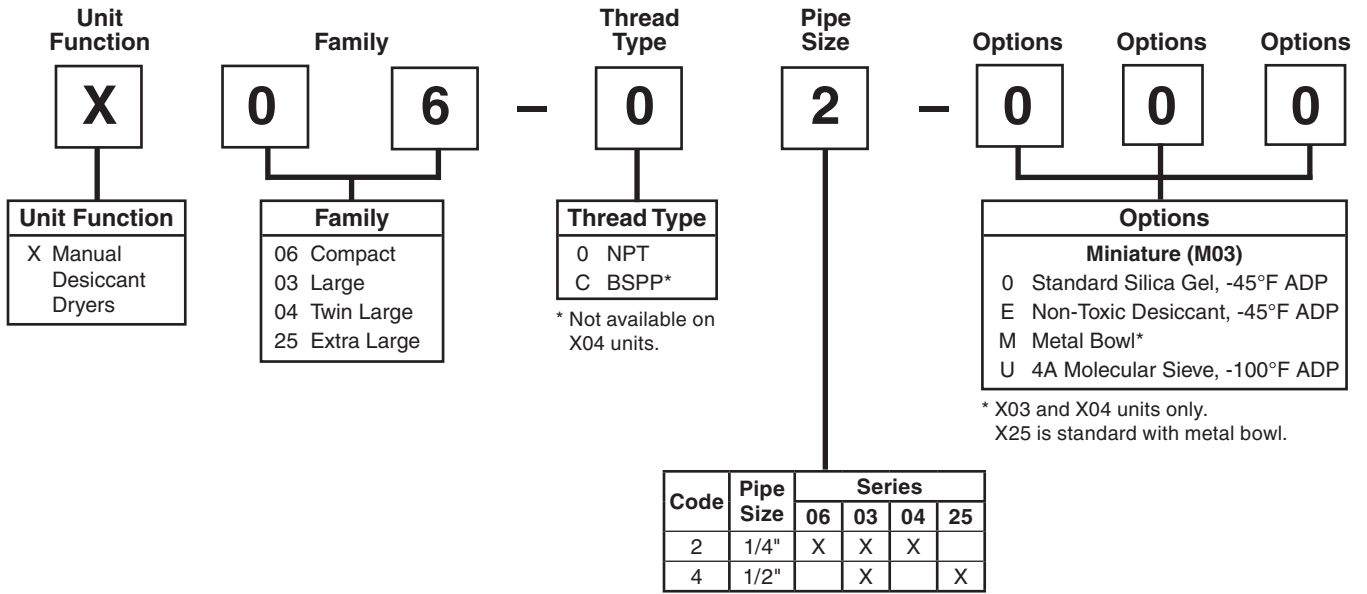 Unit
Function
Family
Thread
Type
Pipe
Size
Options
Options
Options
X
0
6
–
0
2
–
0
0
0
Unit Function
X Manual
Desiccant
Dryers
Family
06 Compact
03 Large
04 Twin Large
25 Extra Large
Thread Type
0 NPT
C BSPP*
* Not available on
X04 units.
Options
Miniature (M03)
0 Standard Silica Gel, -45°F ADP
E Non-Toxic Desiccant, -45°F ADP
M Metal Bowl*
U 4A Molecular Sieve, -100°F ADP
* X03 and X04 units only.
X25 is standard with metal bowl.
Code
Pipe
Size
Series
06 03 04 25
2 1/4" X X X
4 1/2" X X